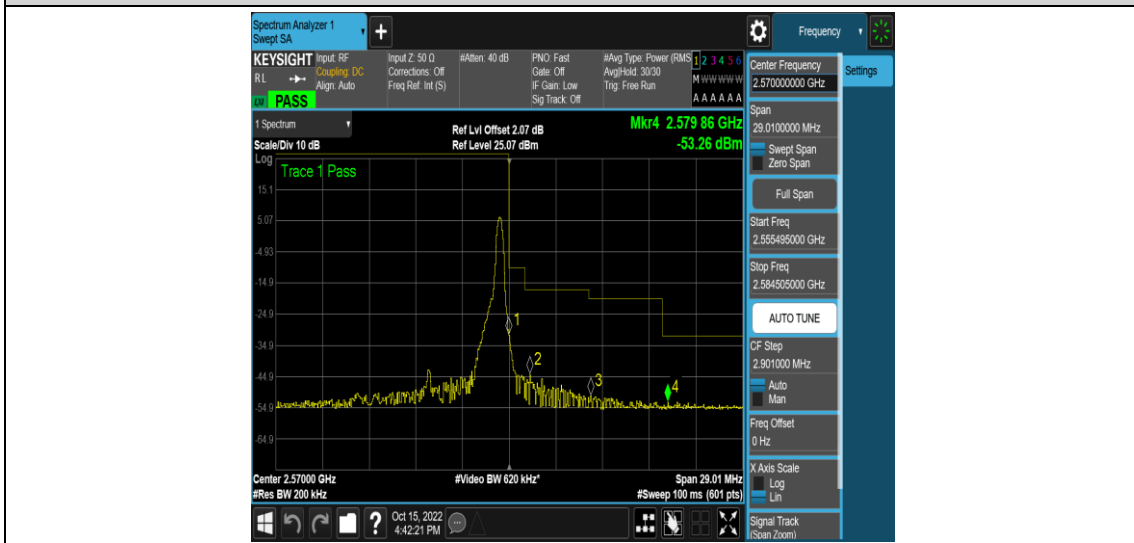 Spectrum Analyzer 1
Swept SA
+
Frequency
KEYSIGHT
RL
LXI
PASS
Input: RF
Coupling: DC
Align: Auto
Input Z: 50 Ω
Corrections: Off
Freq Ref: Int (S)
#Atten: 40 dB
PNO: Fast
Gate: Off
IF Gain: Low
Sig Track: Off
#Avg Type: Power (RMS
Avg|Hold: 30/30
Trig: Free Run
1 2 3 4 5 6
M W W W W W
A A A A A A
1 Spectrum
Scale/Div 10 dB
Ref Lvl Offset 2.07 dB
Ref Level 25.07 dBm
Mkr4 2.579 86 GHz
-53.26 dBm
Log
Trace 1 Pass
15.1
5.07
-4.93
-14.9
-24.9
-34.9
-44.9
-54.9
-64.9
1
2
3
4
Center 2.57000 GHz
#Res BW 200 kHz
#Video BW 620 kHz*
Span 29.01 MHz
#Sweep 100 ms (601 pts)
Center Frequency
2.570000000 GHz
Settings
Span
29.0100000 MHz
Swept Span
Zero Span
Full Span
Start Freq
2.555495000 GHz
Stop Freq
2.584505000 GHz
AUTO TUNE
CF Step
2.901000 MHz
Auto
Man
Freq Offset
0 Hz
X Axis Scale
Log
Lin
Signal Track
(Span Zoom)
?
Oct 15, 2022
4:42:21 PM